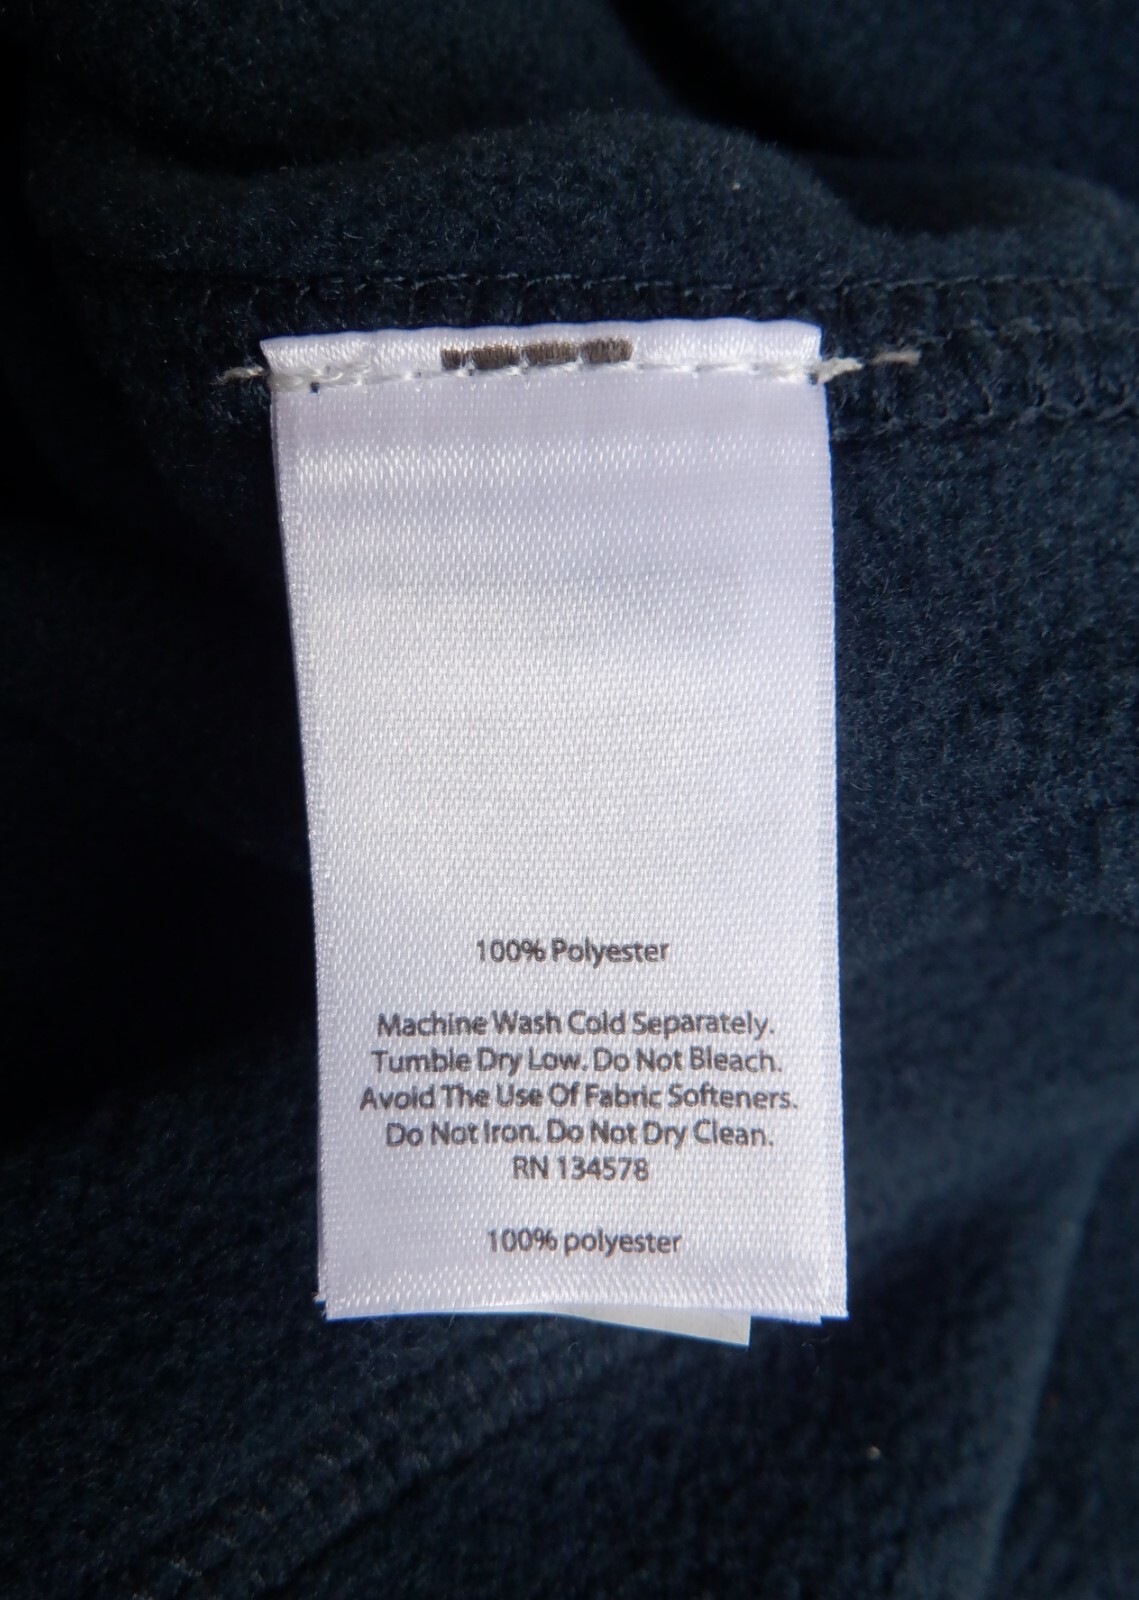 100% Polyester
Machine Wash Cold Separately.
Tumble Dry Low. Do Not Bleach.
Avoid The Use Of Fabric Softeners.
Do Not Iron. Do Not Dry Clean.
RN 134578
100% polyester